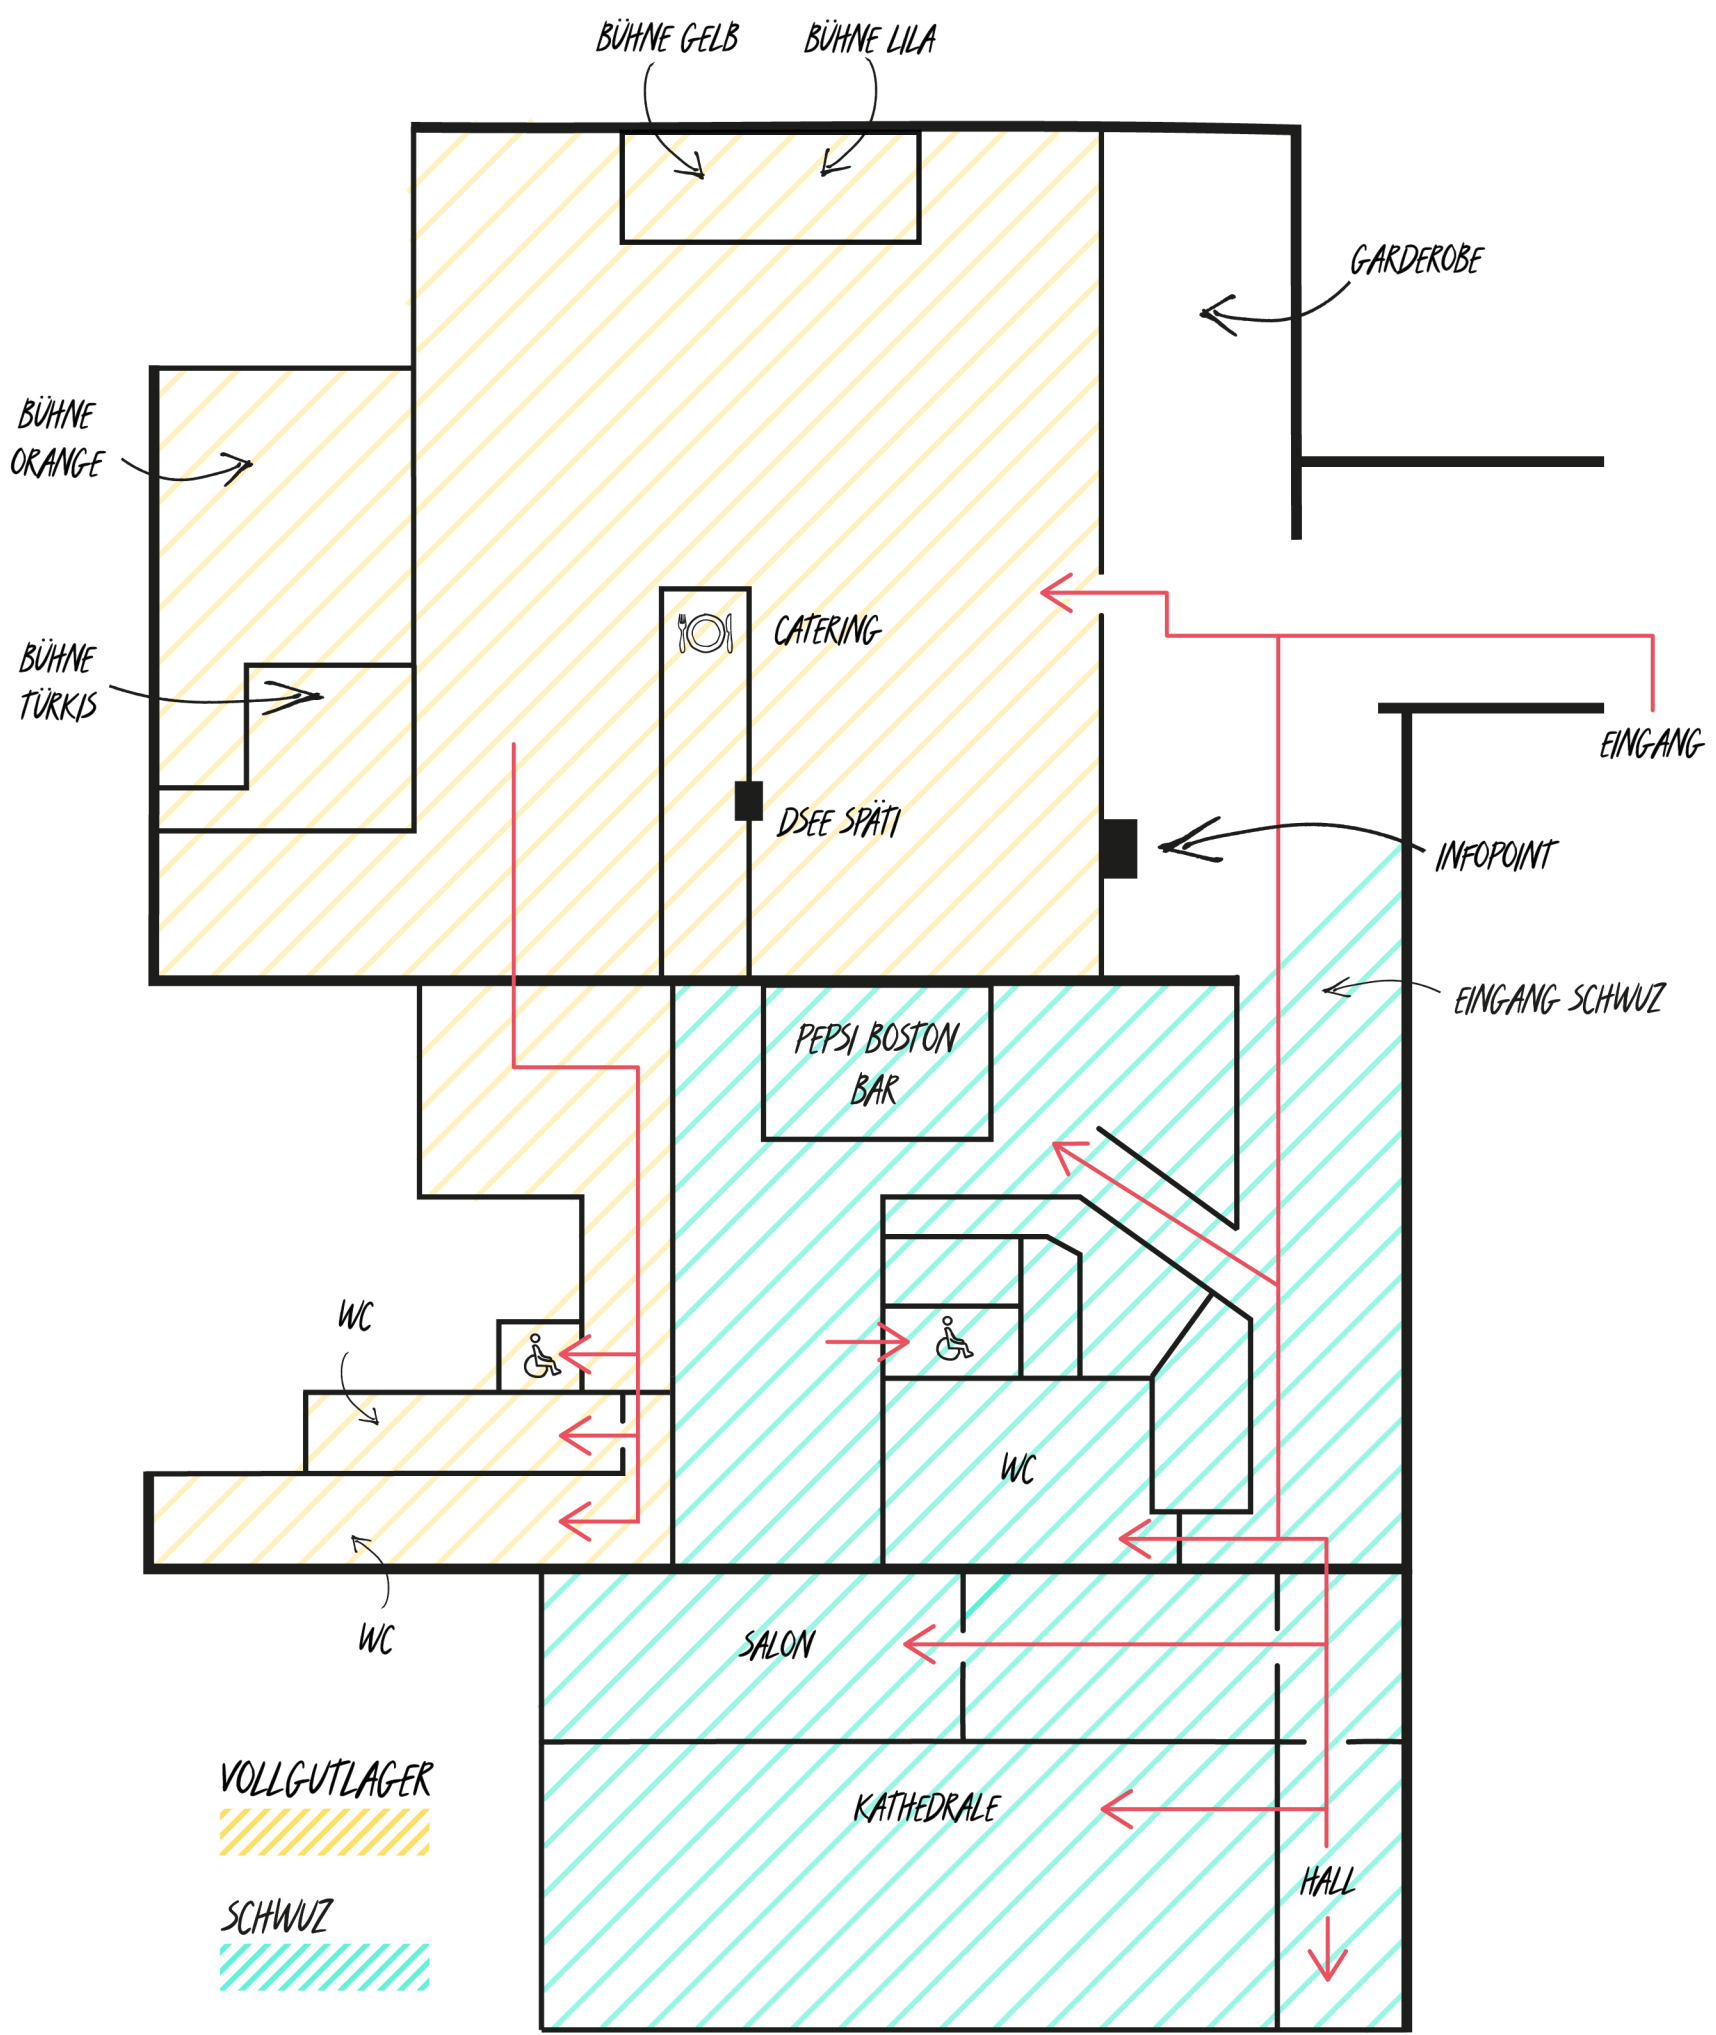 BÜHNE GELB
BÜHNE LILA
GARDEROBE
BÜHNE
ORANGE
BÜHNE
TÜRKIS
CATERING
EINGANG
DSEE SPÄTI
INFOPOINT
EINGANG SCHWUZ
PEPSI BOSTON
BAR
WC
WC
WC
SALON
KATHEDRALE
HALL
VOLLGUTLAGER
SCHWUZ